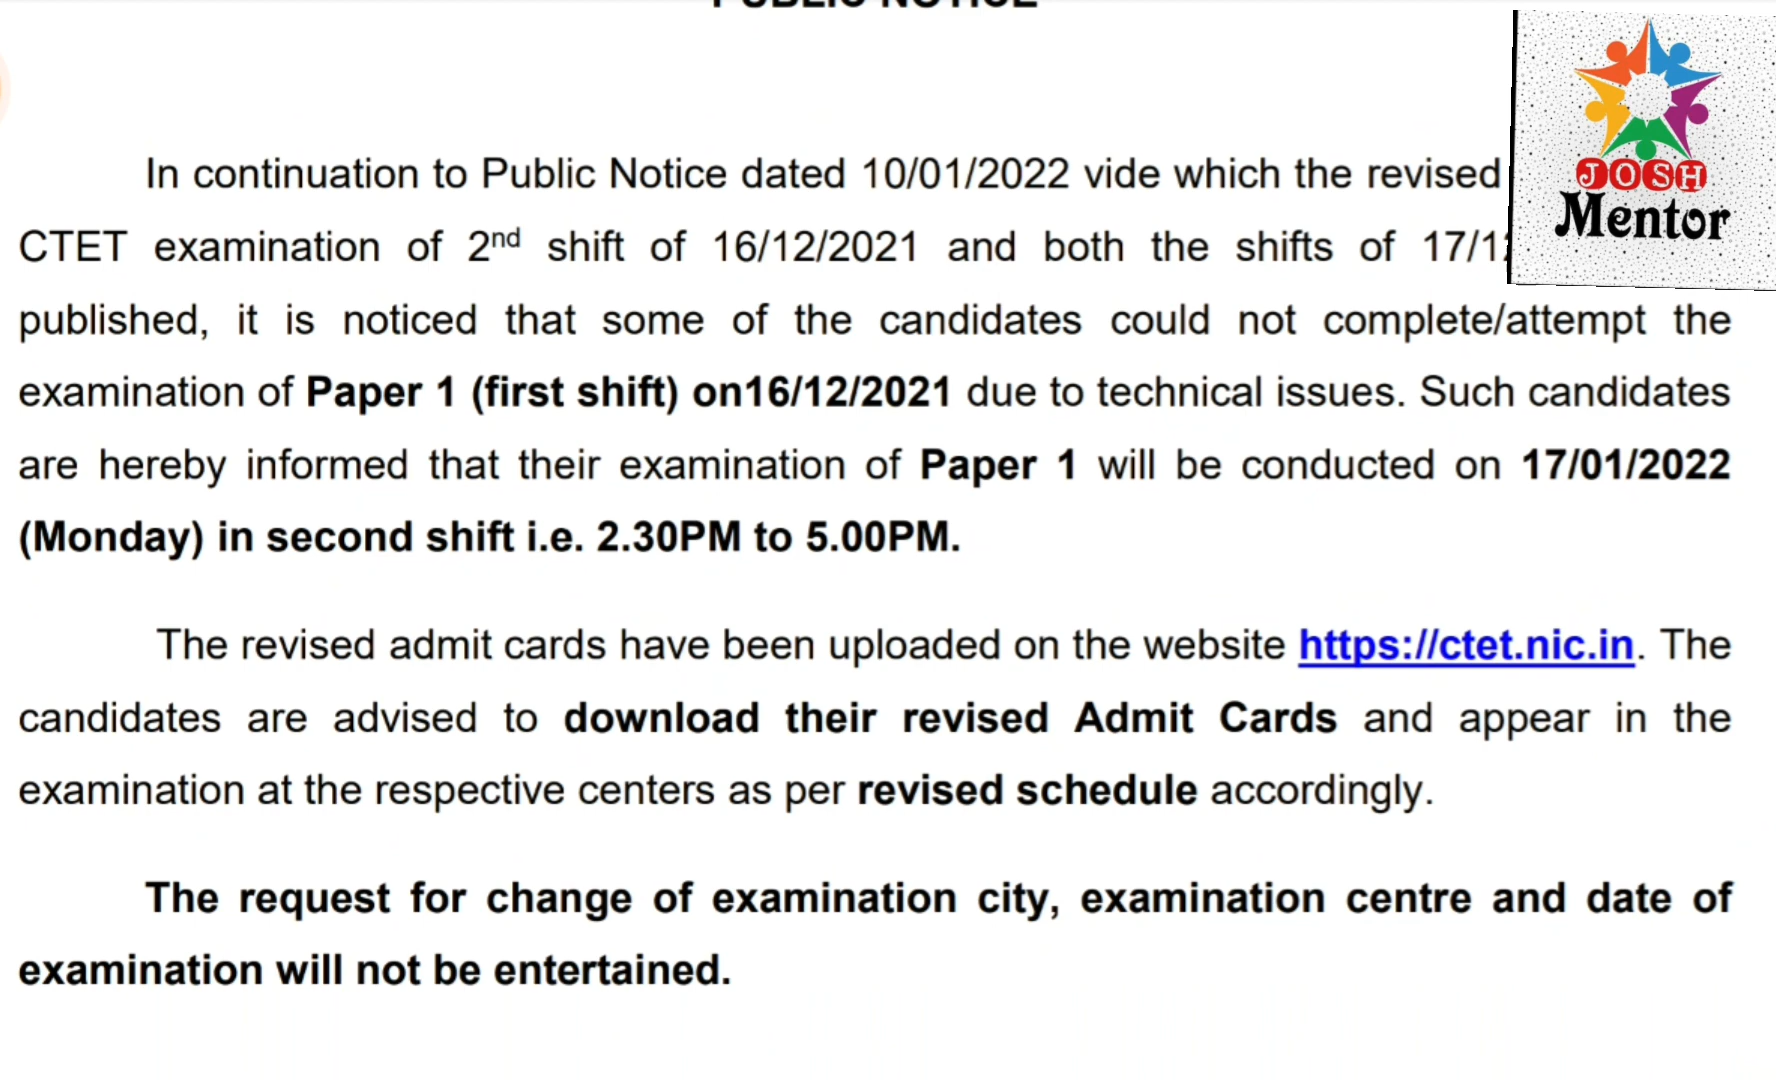 PUBLIC NOTICE
JOSH
Mentor
In continuation to Public Notice dated 10/01/2022 vide which the revised
CTET examination of 2nd shift of 16/12/2021 and both the shifts of
published, it is noticed that some of the candidates could not complete/attempt the
examination of Paper 1 (first shift) on16/12/2021 due to technical issues. Such candidates
are hereby informed that their examination of Paper 1 will be conducted on 17/01/2022
(Monday) in second shift i.e. 2.30PM to 5.00PM.
The revised admit cards have been uploaded on the website https://ctet.nic.in. The
candidates are advised to download their revised Admit Cards and appear in the
examination at the respective centers as per revised schedule accordingly.
The request for change of examination city, examination centre and date of
examination will not be entertained.